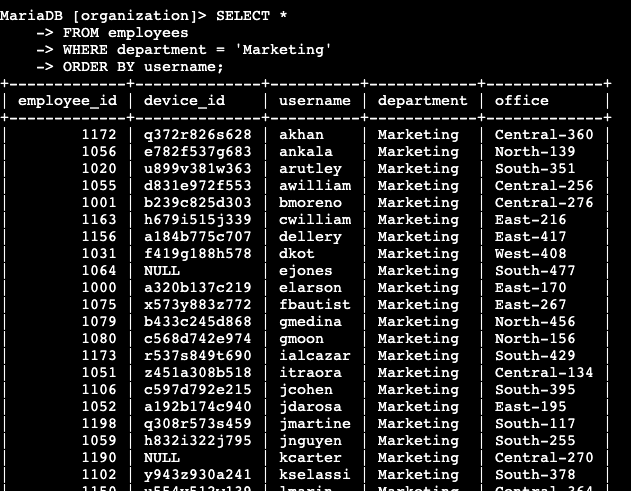 MariaDB [organization]> SELECT *
    -> FROM employees
    -> WHERE department = 'Marketing'
    -> ORDER BY username;
+-------------+--------------+----------+------------+-------------+
| employee_id | device_id    | username | department | office      |
+-------------+--------------+----------+------------+-------------+
|        1172 | q372r826s628 | akhan    | Marketing  | Central-360 |
|        1056 | e782f537g683 | ankala   | Marketing  | North-139   |
|        1020 | u899v381w363 | arutley  | Marketing  | South-351   |
|        1055 | d831e972f553 | awilliam | Marketing  | Central-256 |
|        1001 | b239c825d303 | bmoreno  | Marketing  | Central-276 |
|        1163 | h679i515j339 | cwilliam | Marketing  | East-216    |
|        1156 | a184b775c707 | dellery  | Marketing  | East-417    |
|        1031 | f419g188h578 | dkot     | Marketing  | West-408    |
|        1064 | NULL         | ejones   | Marketing  | South-477   |
|        1000 | a320b137c219 | elarson  | Marketing  | East-170    |
|        1075 | x573y883z772 | fbautist | Marketing  | East-267    |
|        1079 | b433c245d868 | gmedina  | Marketing  | North-456   |
|        1080 | c568d742e974 | gmoon    | Marketing  | North-156   |
|        1173 | r537s849t690 | ialcazar | Marketing  | South-429   |
|        1051 | z451a308b518 | itraora  | Marketing  | Central-134 |
|        1106 | c597d792e215 | jcohen   | Marketing  | South-395   |
|        1052 | a192b174c940 | jdarosa  | Marketing  | East-195    |
|        1198 | q308r573s459 | jmartine | Marketing  | South-117   |
|        1059 | h832i322j795 | jnguyen  | Marketing  | South-255   |
|        1190 | NULL         | kcarter  | Marketing  | Central-270 |
|        1102 | y943z930a241 | kselassi | Marketing  | South-378   |